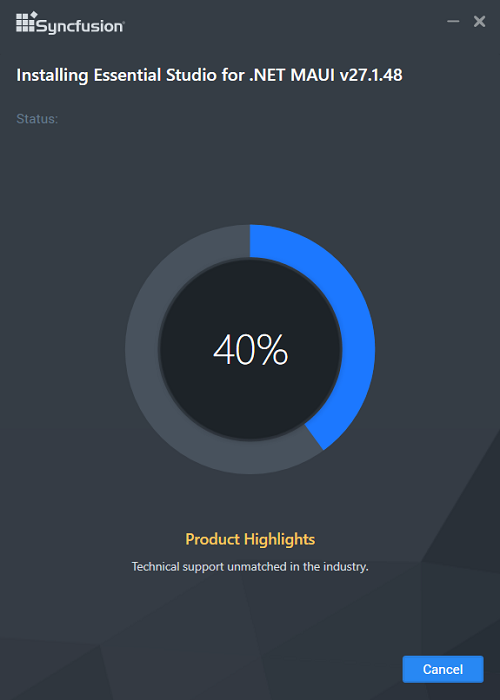 Syncfusion®
Installing Essential Studio for .NET MAUI v27.1.48
Status:
40%
Product Highlights
Technical support unmatched in the industry.
Cancel